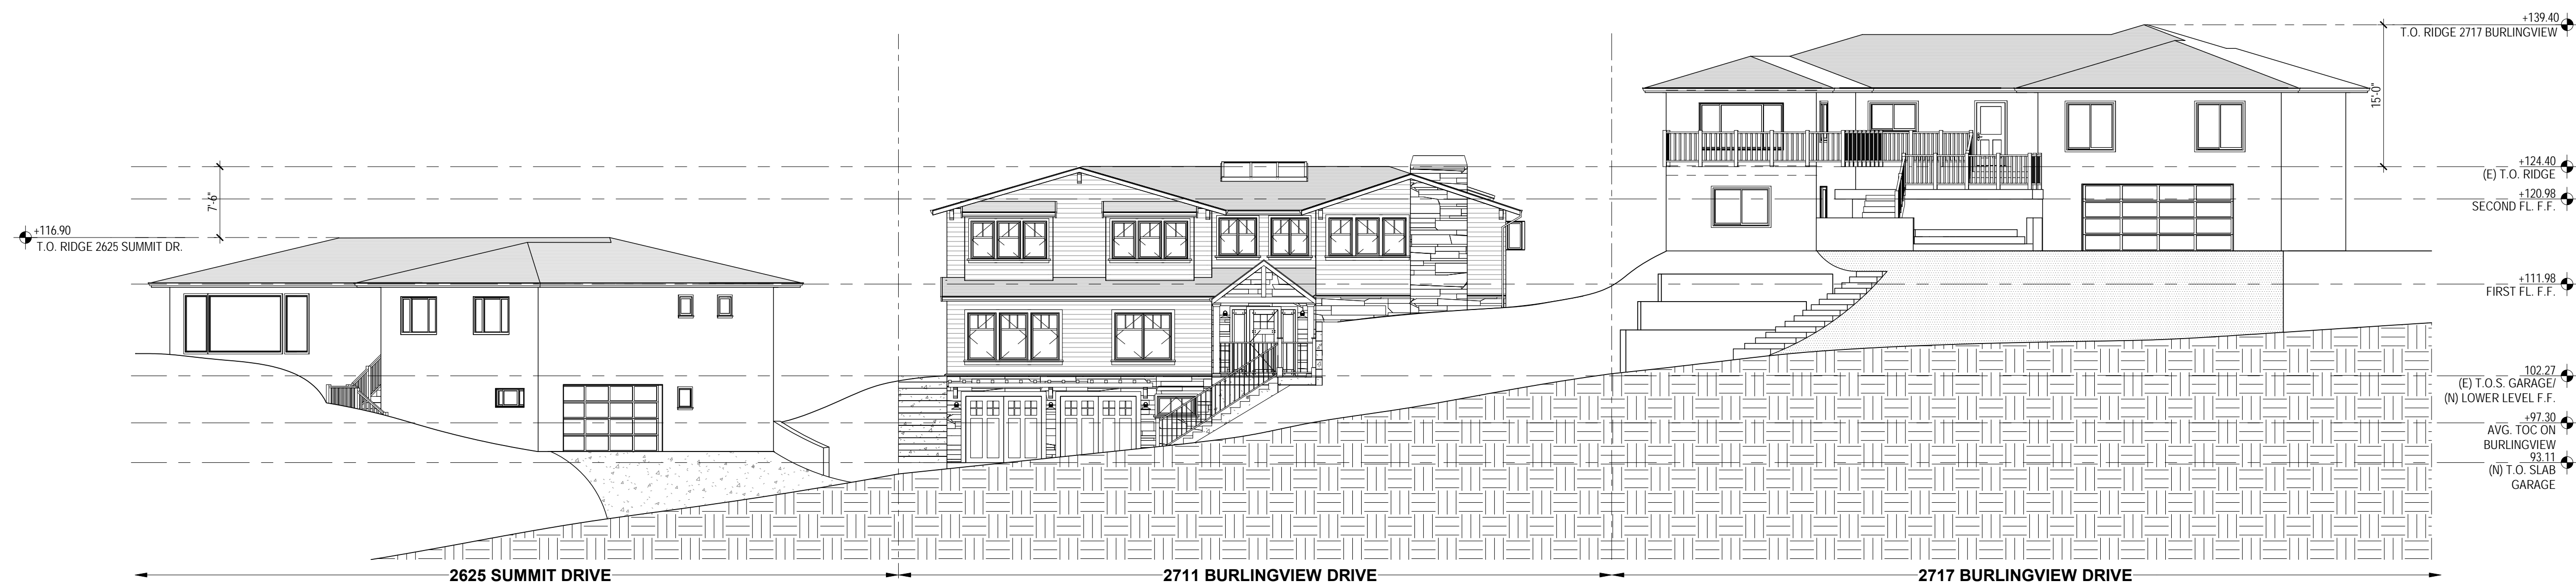 +139.40
T.O. RIDGE 2717 BURLINGVIEW
15'-0"
+124.40
(E) T.O. RIDGE
+120.98
SECOND FL. F.F.
7'-6"
+116.90
T.O. RIDGE 2625 SUMMIT DR.
+111.98
FIRST FL. F.F.
102.27
(E) T.O.S. GARAGE/
(N) LOWER LEVEL F.F.
+97.30
AVG. TOC ON
BURLINGVIEW
93.11
(N) T.O. SLAB
GARAGE
2625 SUMMIT DRIVE
2711 BURLINGVIEW DRIVE
2717 BURLINGVIEW DRIVE